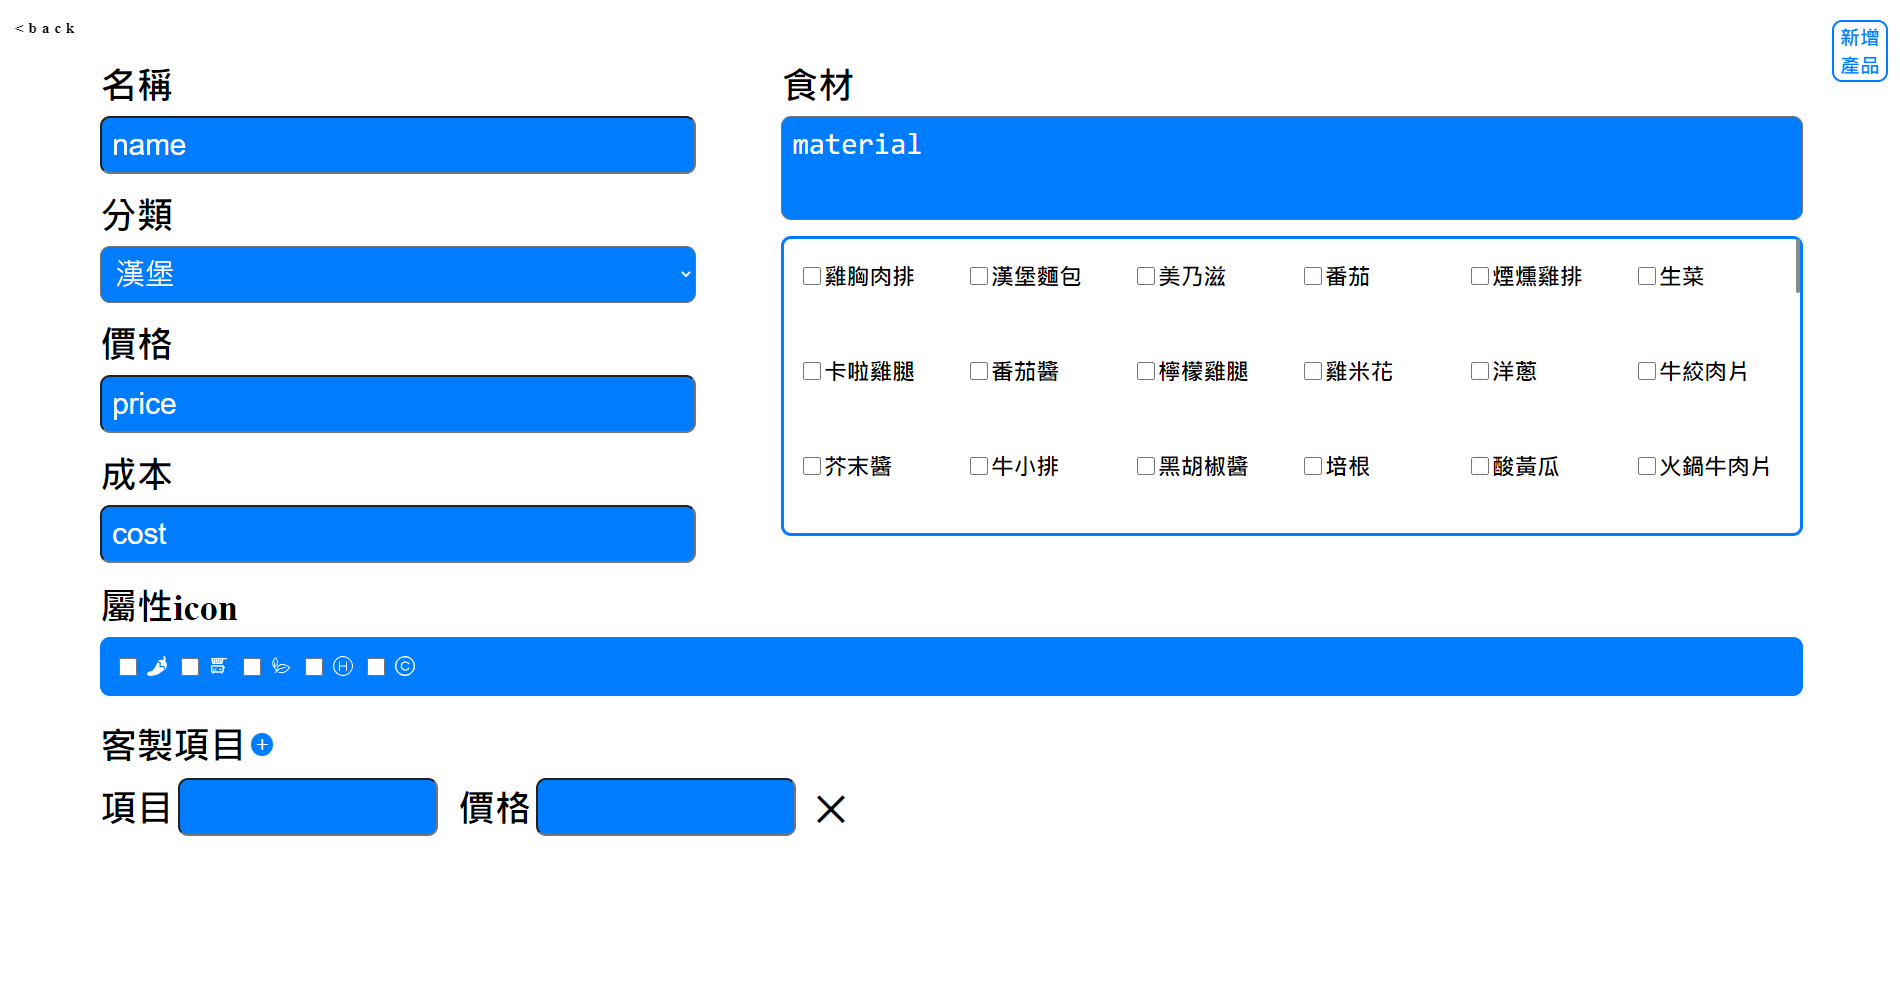 <back
新增
產品
名稱
name
分類
漢堡
價格
price
成本
cost
食材
material
雞胸肉排 漢堡麵包 美乃滋 番茄 煙燻雞排 生菜
卡啦雞腿 番茄醬 檸檬雞腿 雞米花 洋蔥 牛絞肉片
芥末醬 牛小排 黑胡椒醬 培根 酸黃瓜 火鍋牛肉片
屬性icon
H C
客製項目+
項目 價格